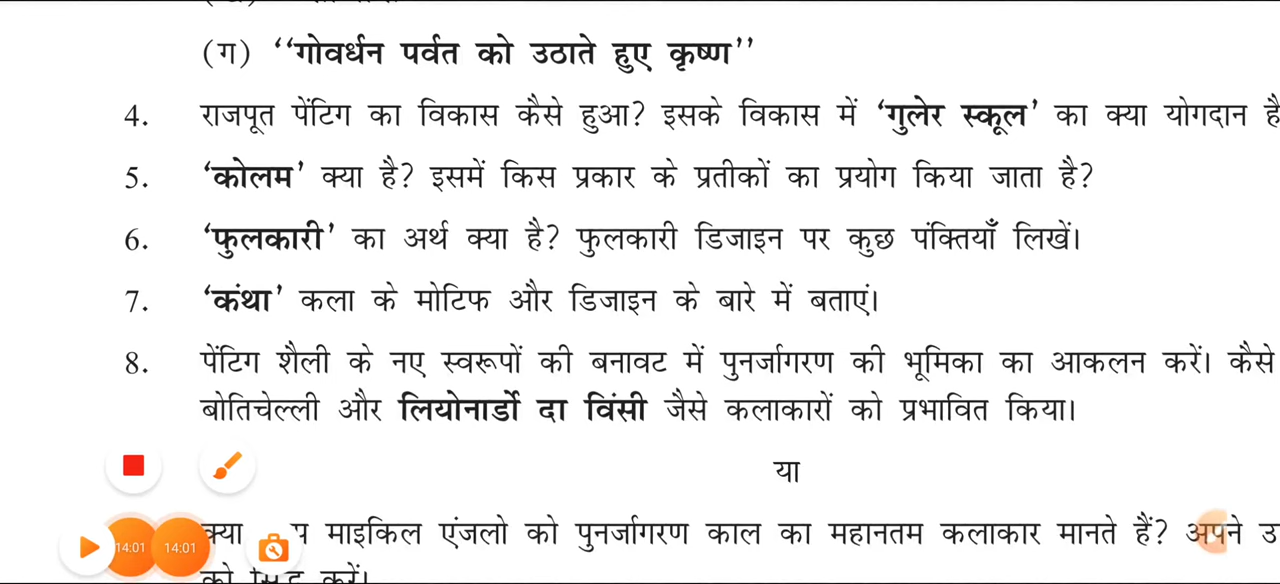 (ग) “गोवर्धन पर्वत को उठाते हुए कृष्ण”
4. राजपूत पेंटिग का विकास कैसे हुआ? इसके विकास में ‘गुलेर स्कूल’ का क्या योगदान है
5. ‘कोलम’ क्या है? इसमें किस प्रकार के प्रतीकों का प्रयोग किया जाता है?
6. ‘फुलकारी’ का अर्थ क्या है? फुलकारी डिजाइन पर कुछ पंक्तियाँ लिखें।
7. ‘कंथा’ कला के मोटिफ और डिजाइन के बारे में बताएं।
8. पेंटिग शैली के नए स्वरूपों की बनावट में पुनर्जागरण की भूमिका का आकलन करें। कैसे
बोतिचेल्ली और लियोनार्डो दा विंसी जैसे कलाकारों को प्रभावित किया।
या
क्या माइकिल एंजलो को पुनर्जागरण काल का महानतम कलाकार मानते हैं? अपने
14:01 14:01
को सिद्ध करें।